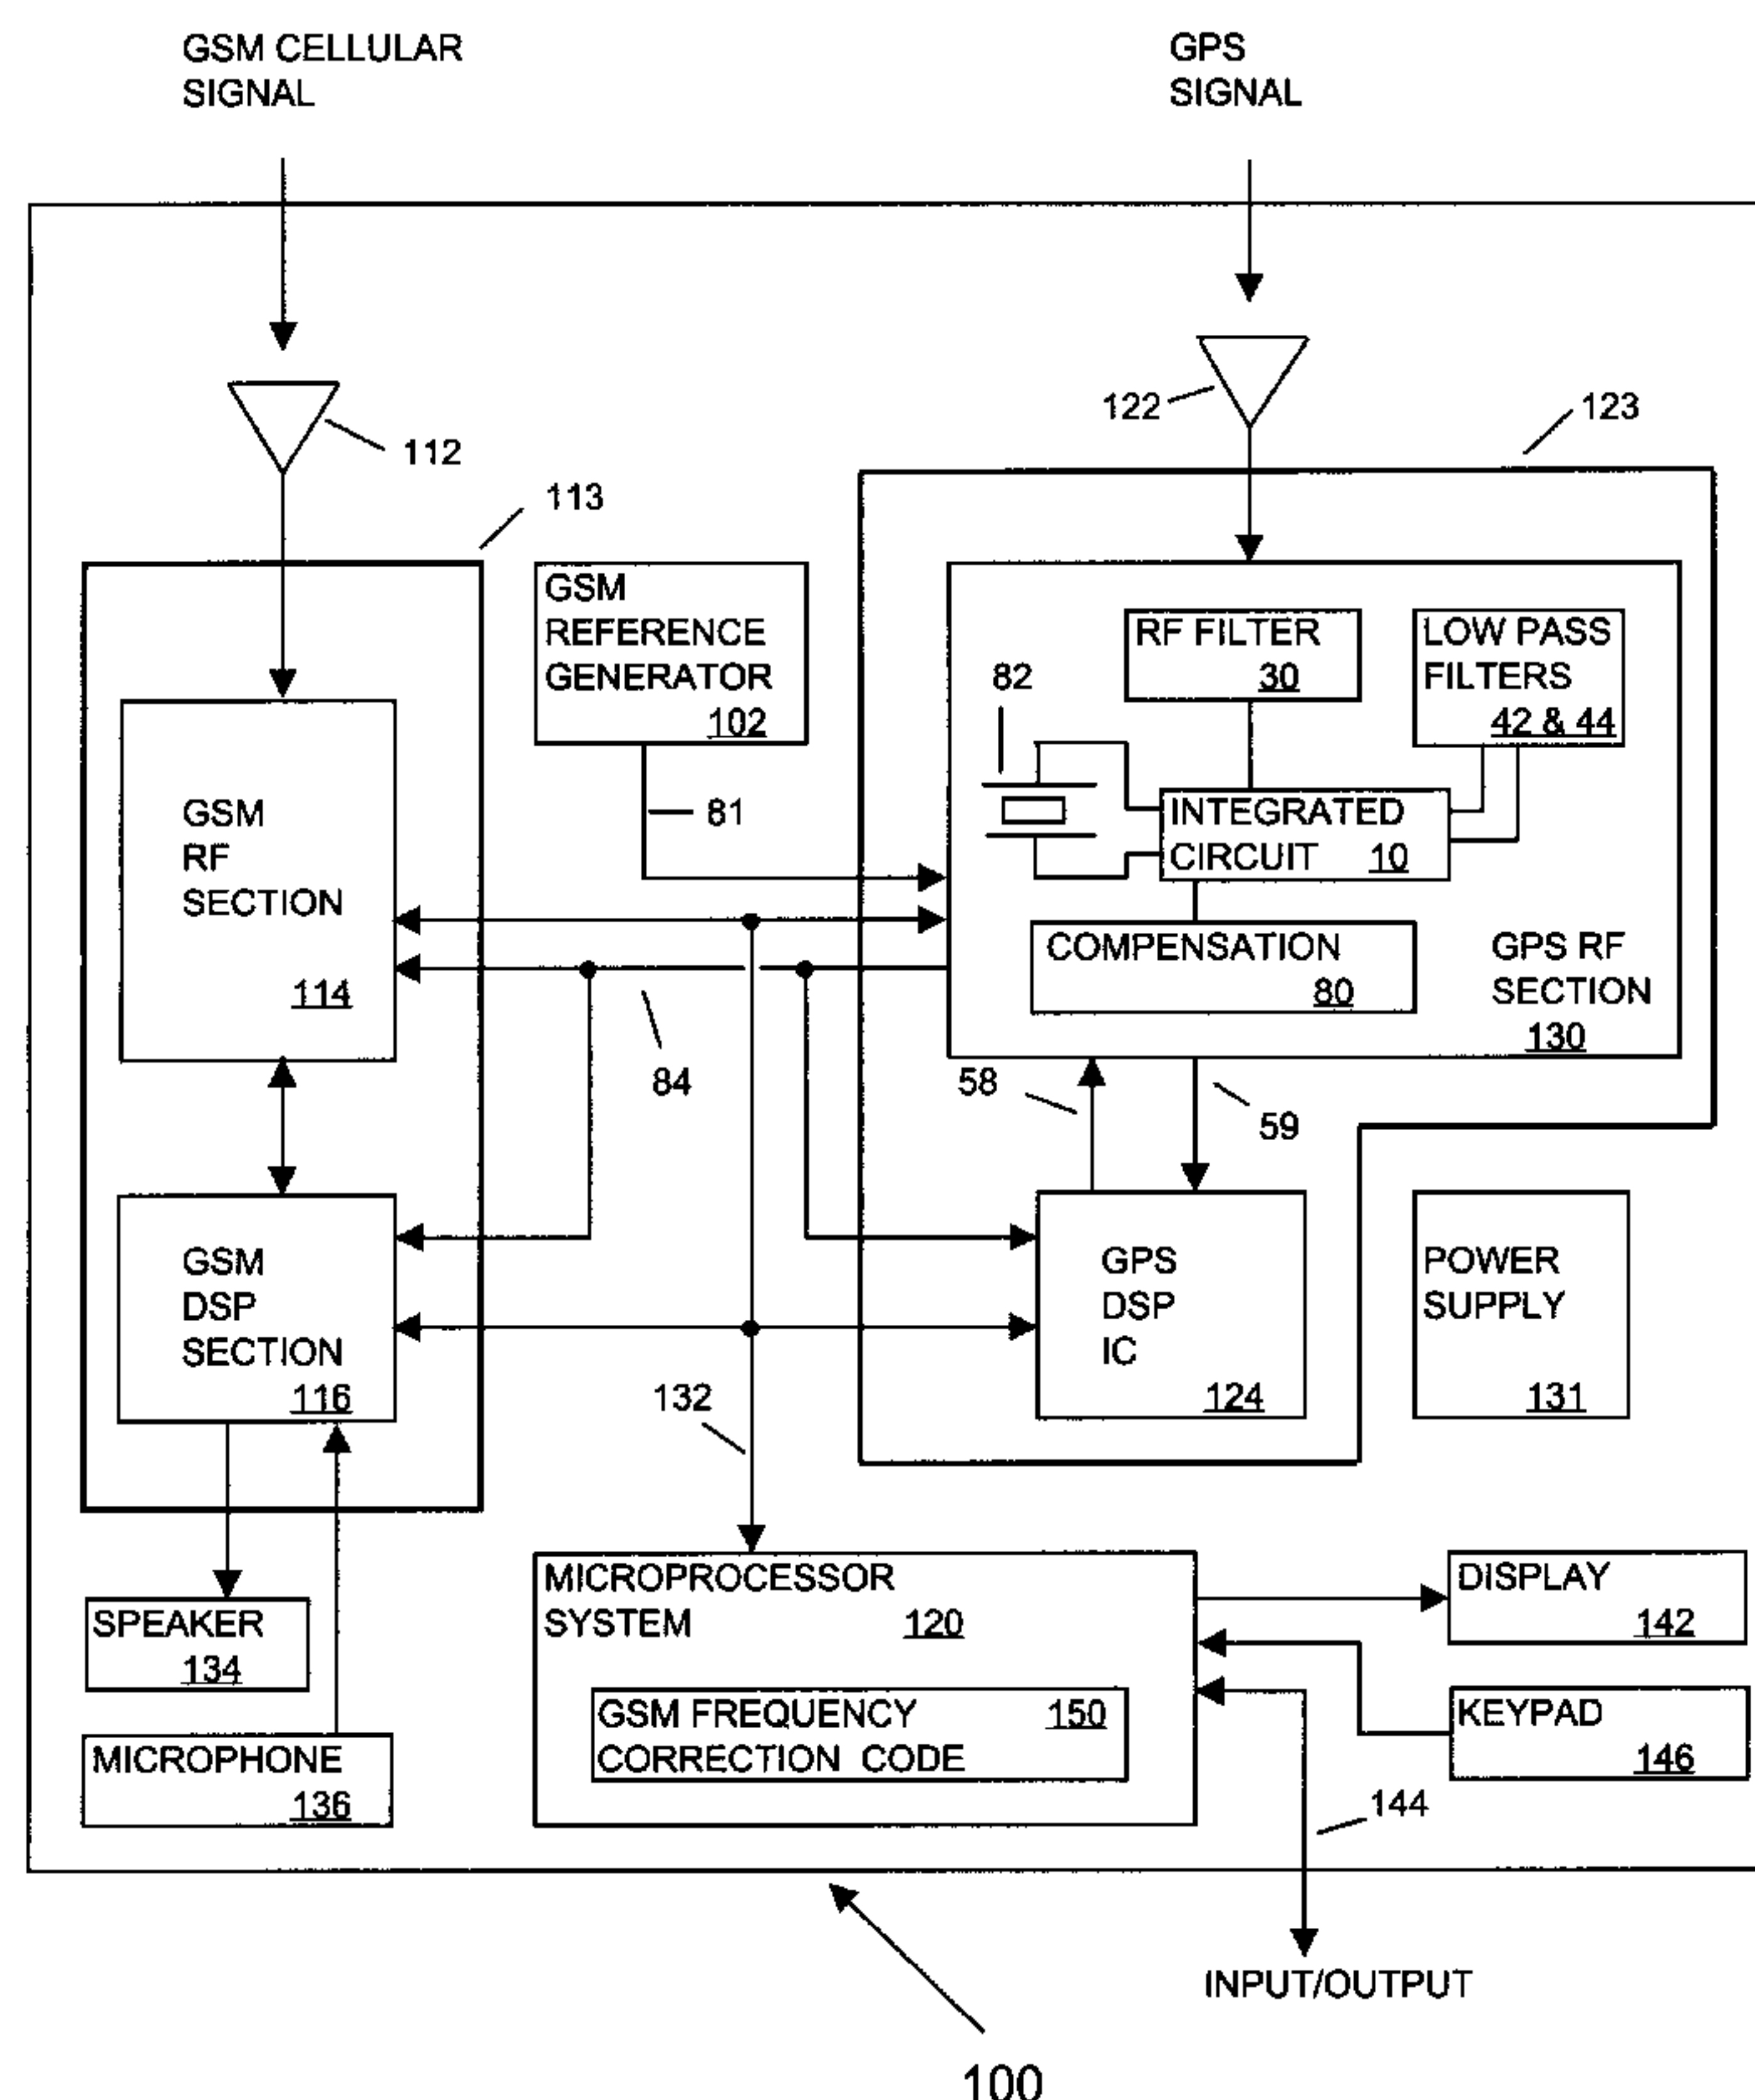 GSM CELLULAR
SIGNAL
GPS
SIGNAL
112
122
123
113
GSM
REFERENCE
GENERATOR
102
81
82
RF FILTER
30
LOW PASS
FILTERS
42 & 44
INTEGRATED
CIRCUIT 10
COMPENSATION
80
GPS RF
SECTION
130
GSM
RF
SECTION
114
84
58
59
GSM
DSP
SECTION
116
132
GPS
DSP
IC
124
POWER
SUPPLY
131
SPEAKER
134
MICROPHONE
136
MICROPROCESSOR
SYSTEM 120
GSM FREQUENCY 150
CORRECTION CODE
DISPLAY
142
KEYPAD
146
144
INPUT/OUTPUT
100